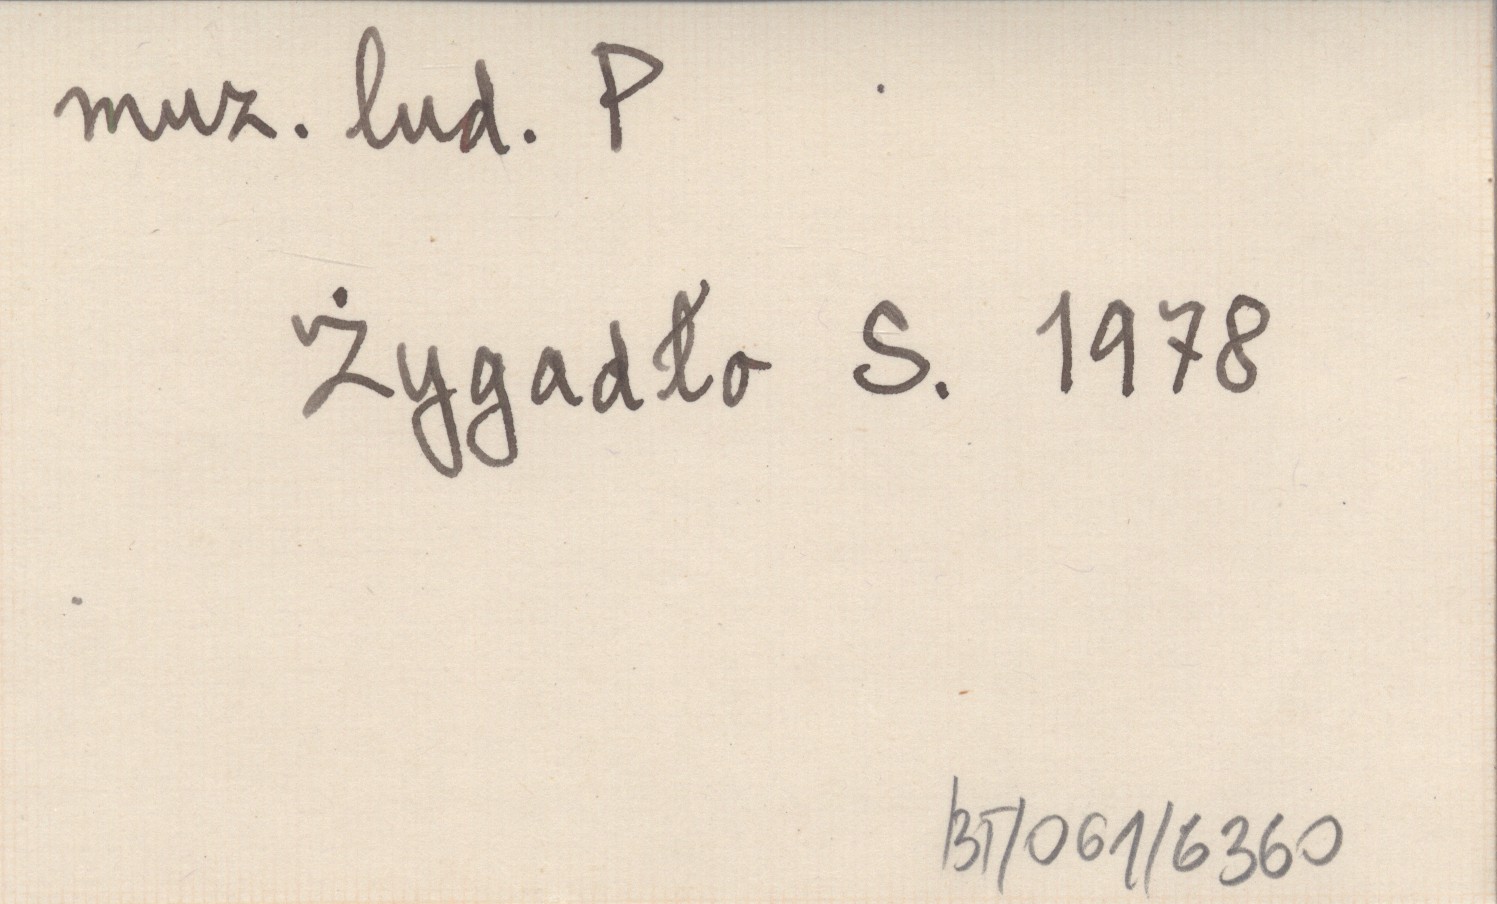 muz. lud. P
Żygadło S. 1978
BT/061/6360